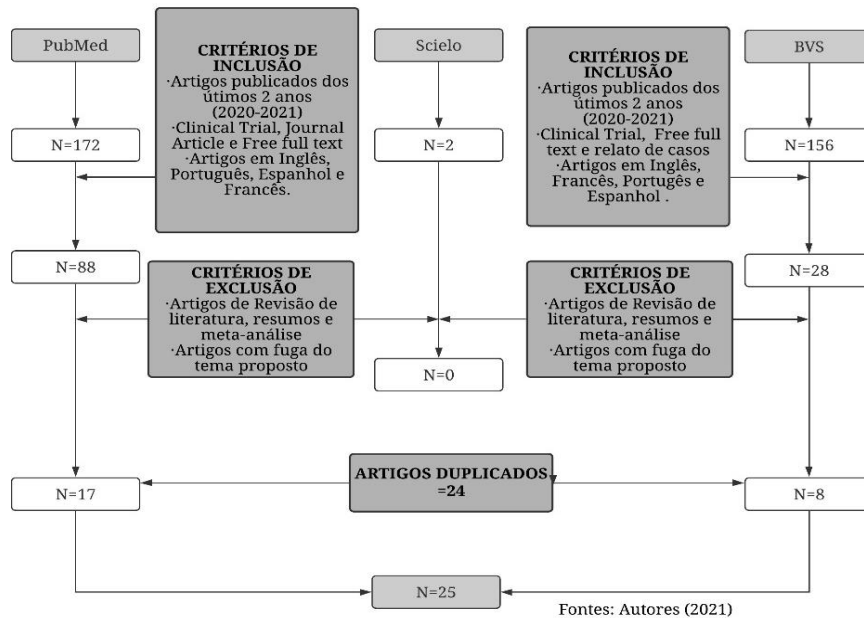 PubMed
CRITÉRIOS DE
INCLUSÃO
·Artigos publicados dos
útimos 2 anos
(2020-2021)
·Clinical Trial, Journal
Article e Free full text
·Artigos em Inglês,
Português, Espanhol e
Francês.
Scielo
CRITÉRIOS DE
INCLUSÃO
·Artigos publicados dos
útimos 2 anos
(2020-2021)
Clinical Trial, Free full
text e relato de casos
·Artigos em Inglês,
Francês, Portugês e
Espanhol .
BVS
N=172
N=2
N=156
N=88
CRITÉRIOS DE
EXCLUSÃO
·Artigos de Revisão de
literatura, resumos e
meta-análise
·Artigos com fuga do
tema proposto
CRITÉRIOS DE
EXCLUSÃO
·Artigos de Revisão de
literatura, resumos e
meta-análise
·Artigos com fuga do
tema proposto
N=28
N=0
N=17
ARTIGOS DUPLICADOS
=24
N=8
N=25
Fontes: Autores (2021)